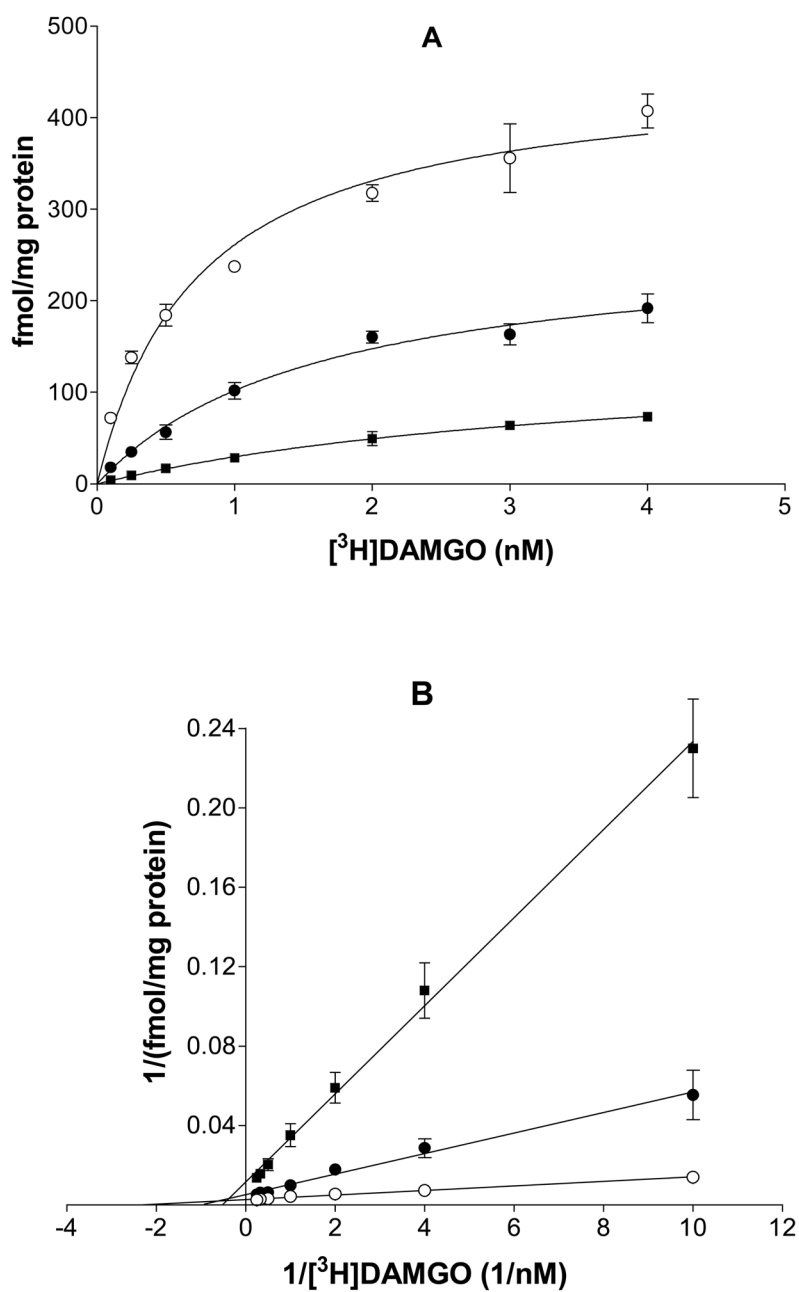 A
500
400
300
200
100
0
fmol/mg protein
0 1 2 3 4 5
[³H]DAMGO (nM)
B
0.24
0.20
0.16
0.12
0.08
0.04
1/(fmol/mg protein)
-4 -2 0 2 4 6 8 10 12
1/[³H]DAMGO (1/nM)